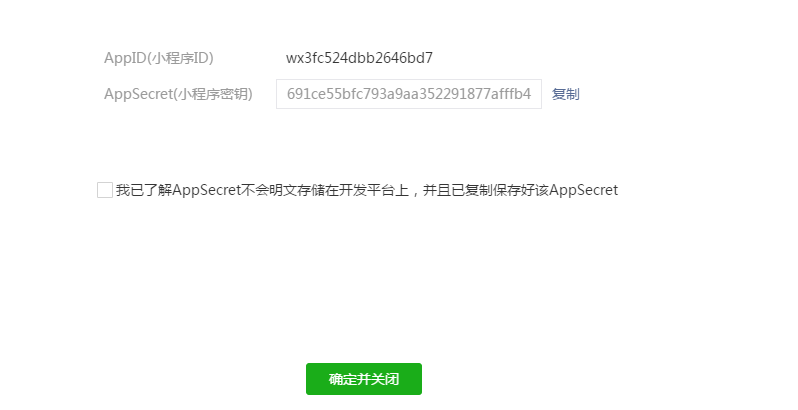 AppID(小程序ID) wx3fc524dbb2646bd7
AppSecret(小程序密钥) 691ce55bfc793a9aa352291877afffb4 复制
我已了解AppSecret不会明文存储在开发平台上，并且已复制保存好该AppSecret
确定并关闭